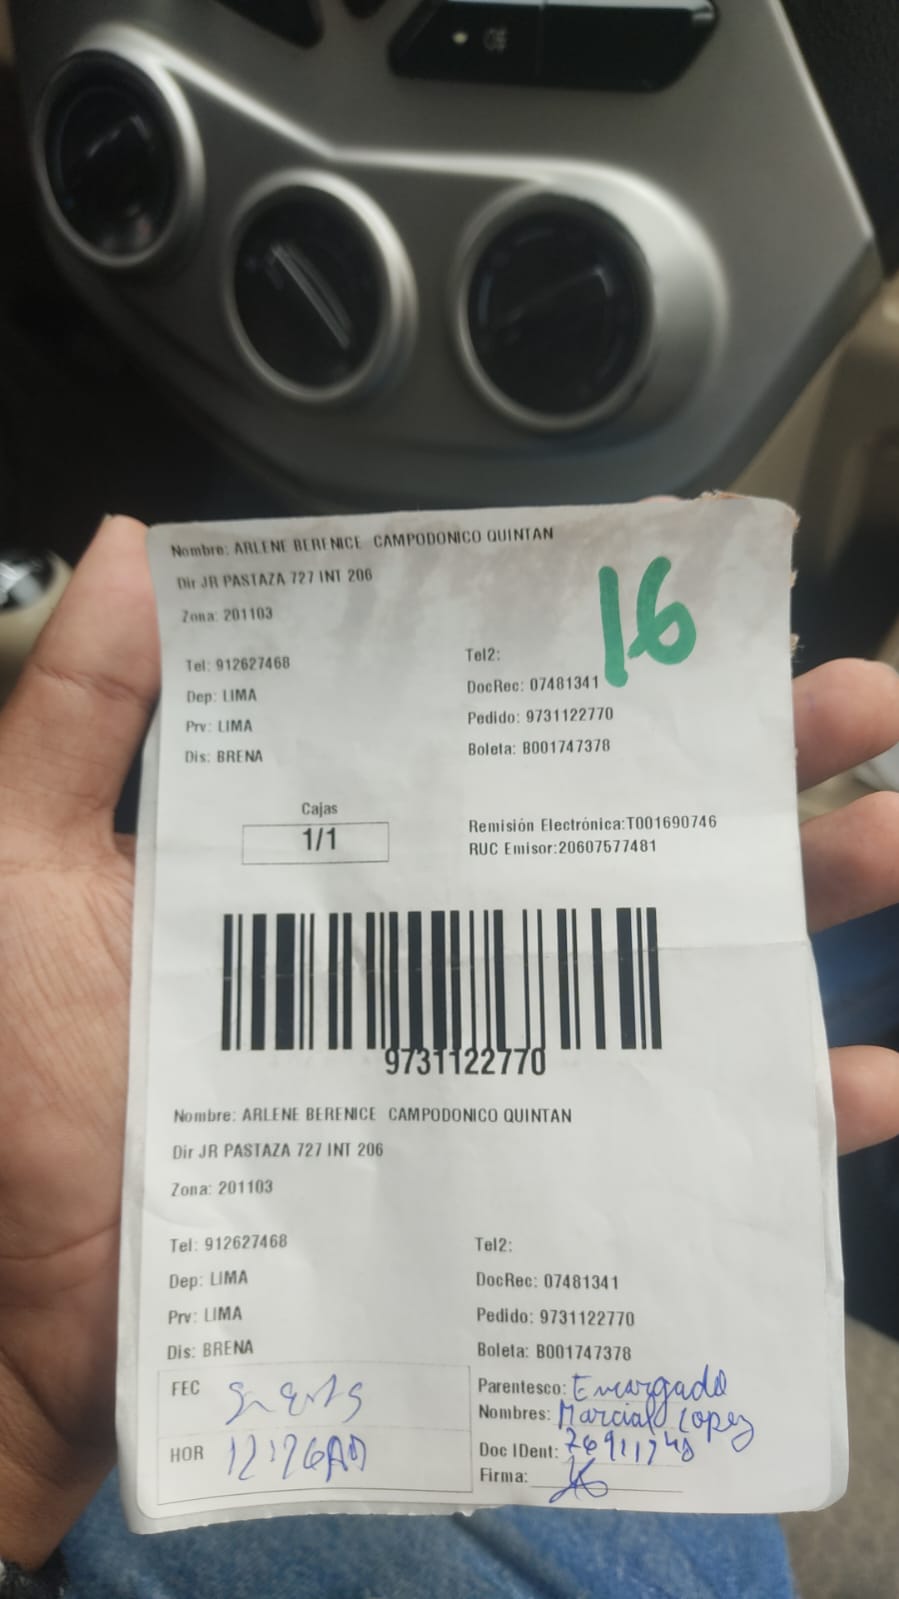 Nombre: ARLENE BERENICE CAMPODONICO QUINTAN
Dir JR PASTAZA 727 INT 206
16
Zona: 201103
Tel: 912627468 Tel2:
Dep: LIMA DocRec: 07481341
Prv: LIMA Pedido: 9731122770
Dis: BRENA Boleta: B001747378
Cajas
1/1
Remisión Electrónica:T001690746
RUC Emisor:20607577481
9731122770
Nombre: ARLENE BERENICE CAMPODONICO QUINTAN
Dir JR PASTAZA 727 INT 206
Zona: 201103
Tel: 912627468 Tel2:
Dep: LIMA DocRec: 07481341
Prv: LIMA Pedido: 9731122770
Dis: BRENA Boleta: B001747378
FEC
Parentesco: Encargado
Nombres: Marcial Lopez
HOR
Doc IDent:
Firma: